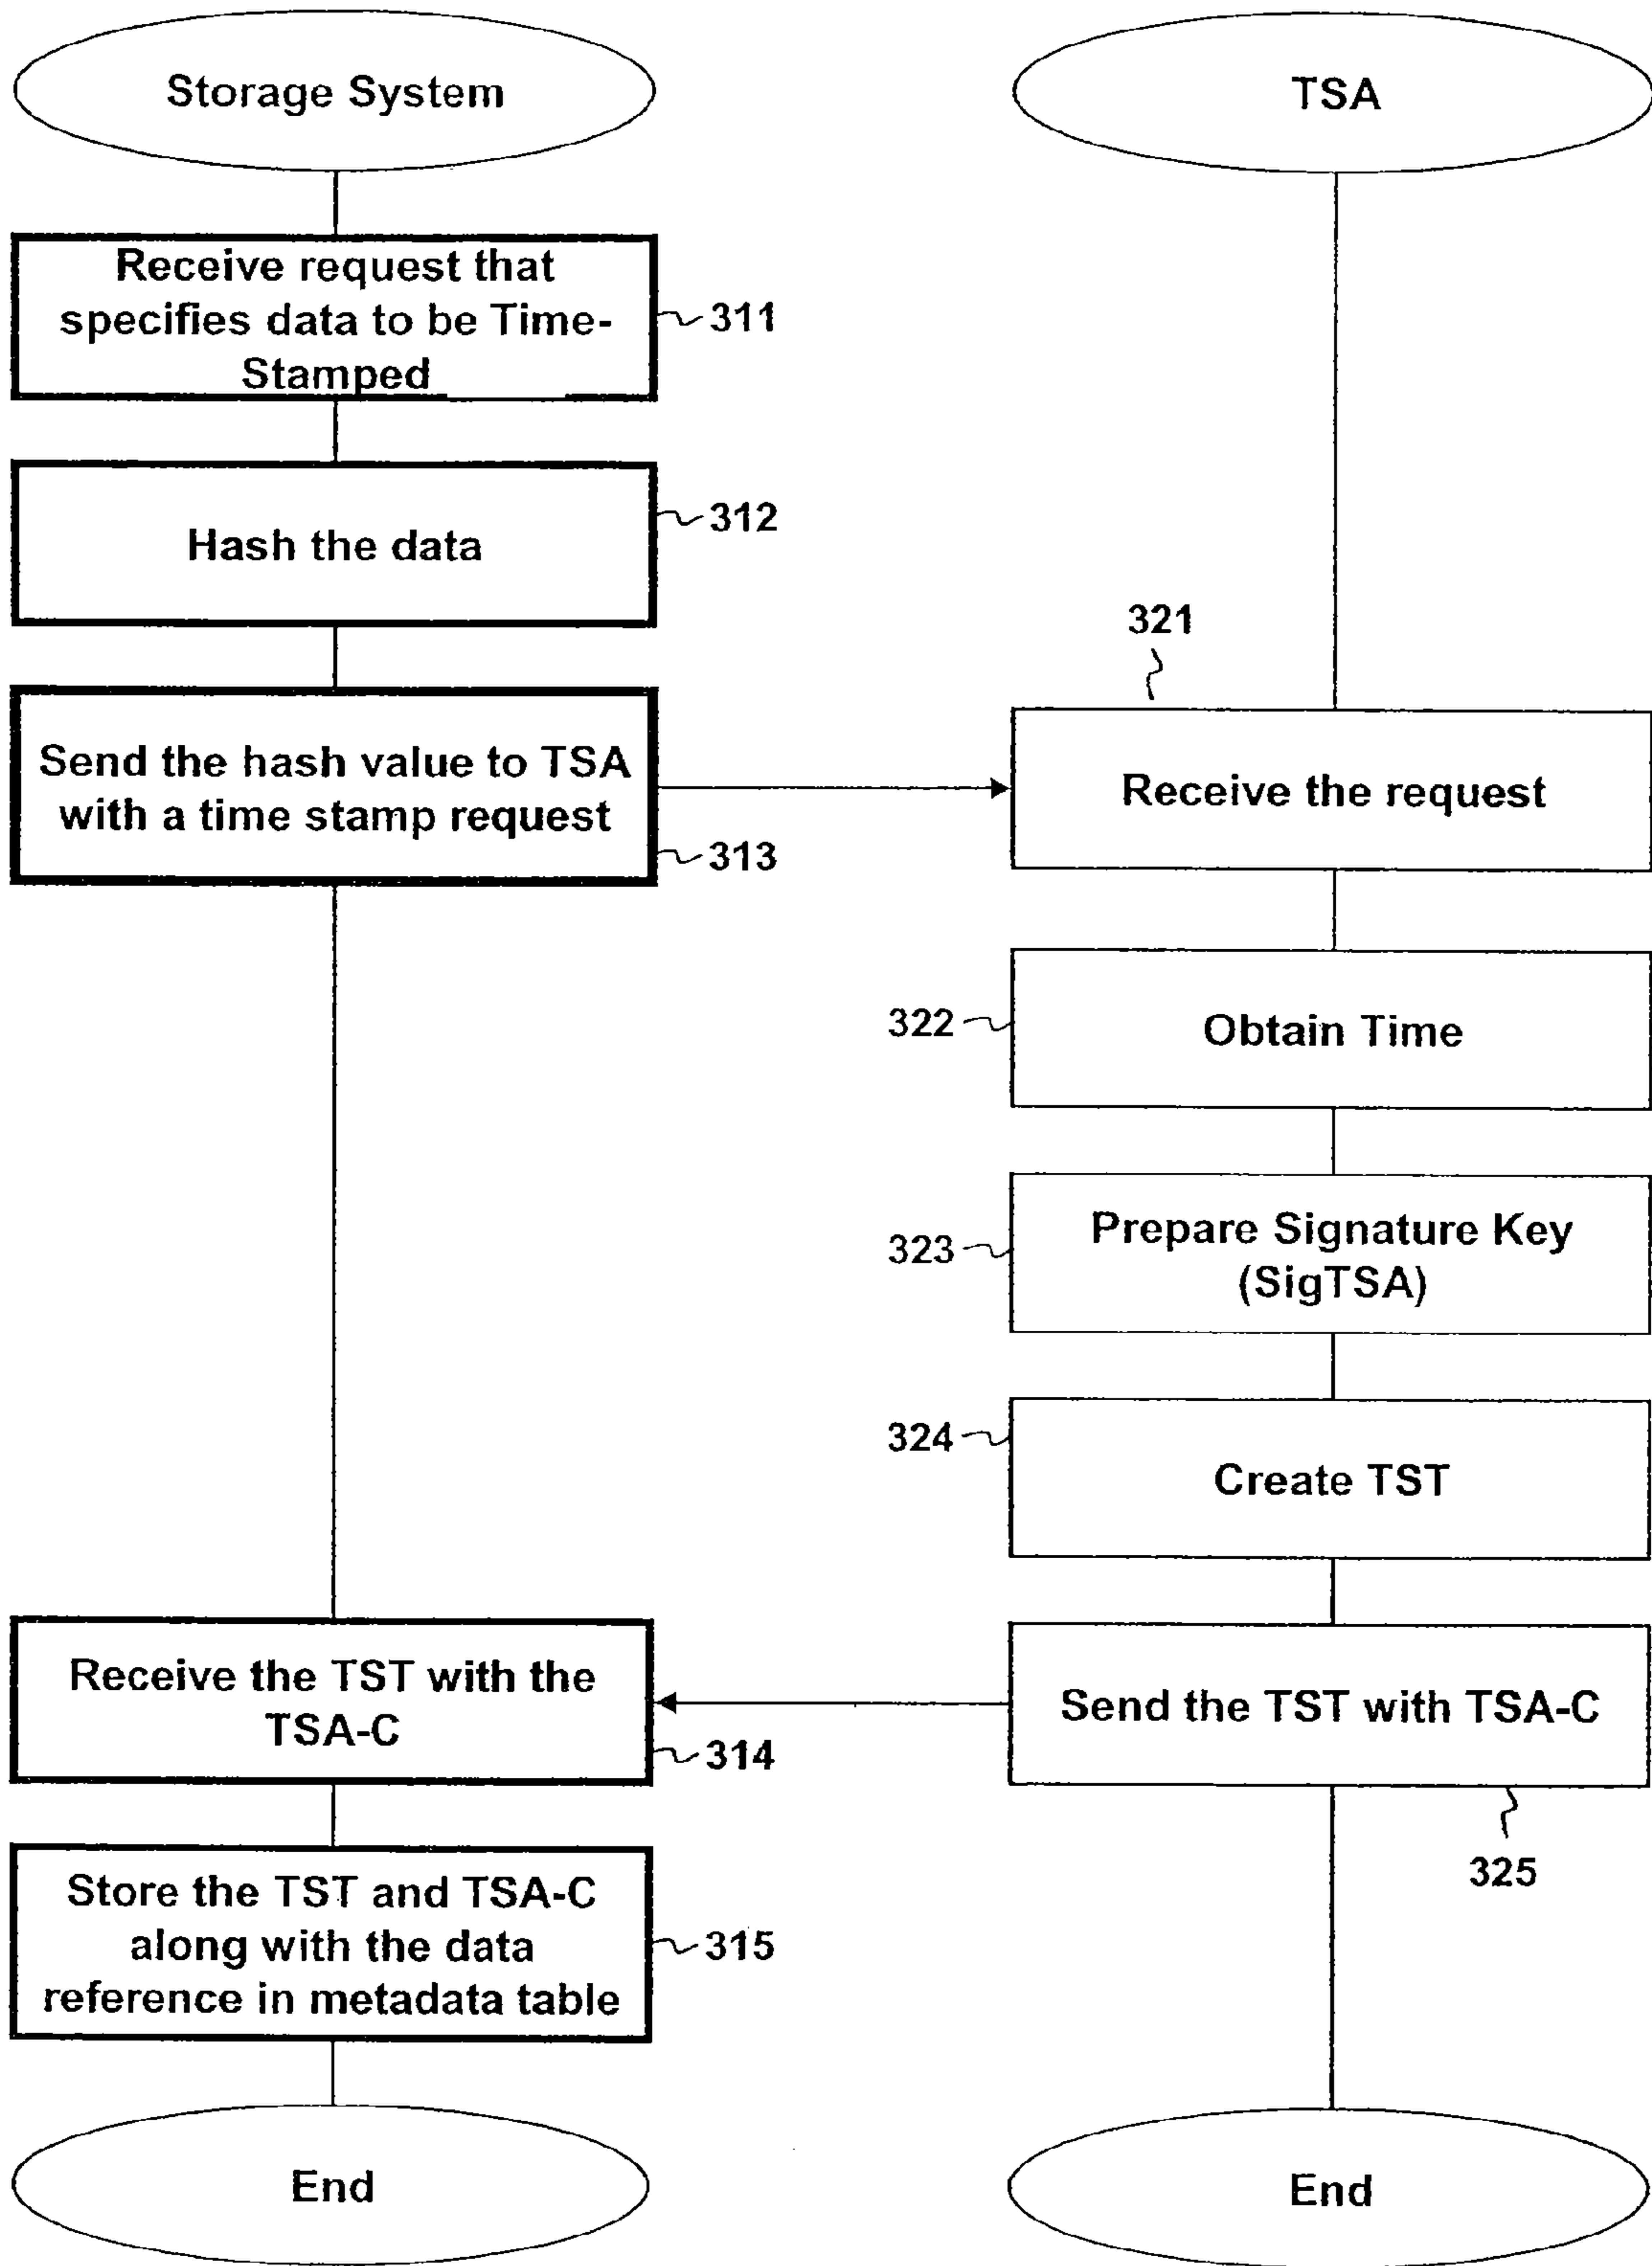 Storage System
Receive request that
specifies data to be Time-
Stamped
311
Hash the data
312
Send the hash value to TSA
with a time stamp request
313
Receive the TST with the
TSA-C
314
Store the TST and TSA-C
along with the data
reference in metadata table
315
End
TSA
321
Receive the request
322
Obtain Time
323
Prepare Signature Key
(SigTSA)
324
Create TST
Send the TST with TSA-C
325
End